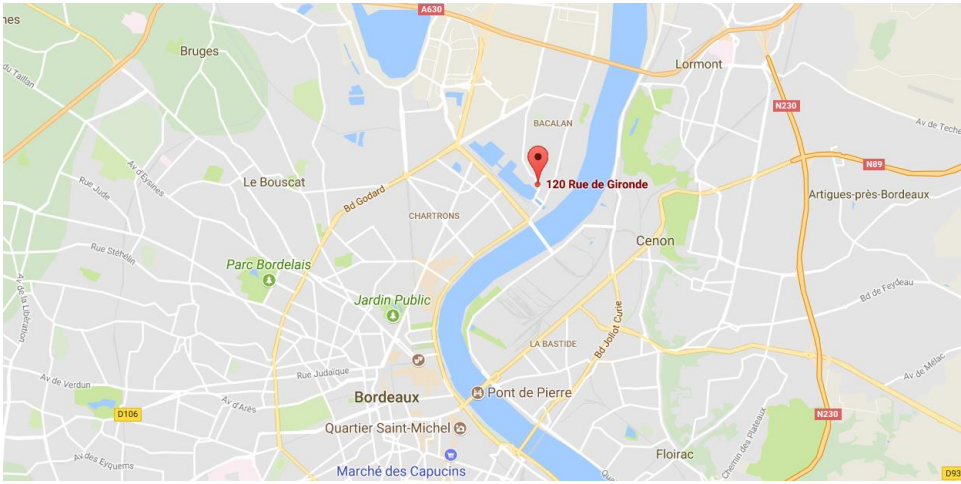 nes
A630
Bruges
Lormont
du Taillan
N230
BACALAN
Av de Teche
Av d'Eysines
N89
Le Bouscat
120 Rue de Gironde
Rue Jude
Artigues-près-Bordeaux
Bd Godard
CHARTRONS
Cenon
Rue Stéhélin
Parc Bordelais
Av de la Libération
Bd de Feydeau
Jardin Public
Bd Joliot Curie
LA BASTIDE
Av de Mélac
Rue Judaïque
Av de Verdun
Pont de Pierre
Bordeaux
D106
Av d'Arès
N230
Quartier Saint-Michel
Chemin des Plateaux
Av des Eyquems
Floirac
Marché des Capucins
Que
D93